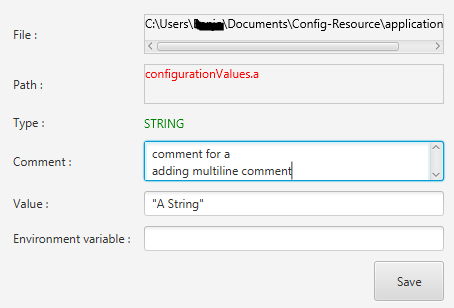 File :
C:\Users\ \Documents\Config-Resource\application
Path :
configurationValues.a
Type :
STRING
Comment :
comment for a
adding multiline comment
Value :
"A String"
Environment variable :
Save